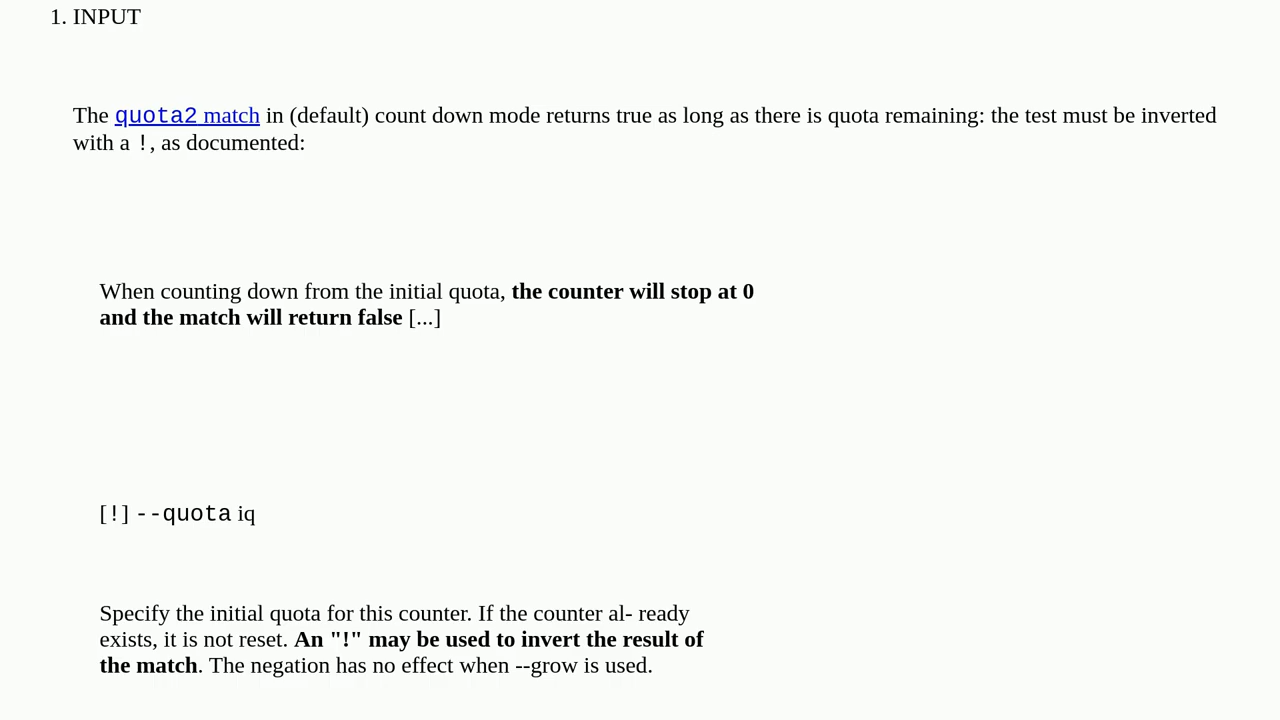 1. INPUT
The quota2 match in (default) count down mode returns true as long as there is quota remaining: the test must be inverted
with a !, as documented:
When counting down from the initial quota, the counter will stop at 0
and the match will return false [...]
[!] --quota iq
Specify the initial quota for this counter. If the counter al- ready
exists, it is not reset. An "!" may be used to invert the result of
the match. The negation has no effect when --grow is used.